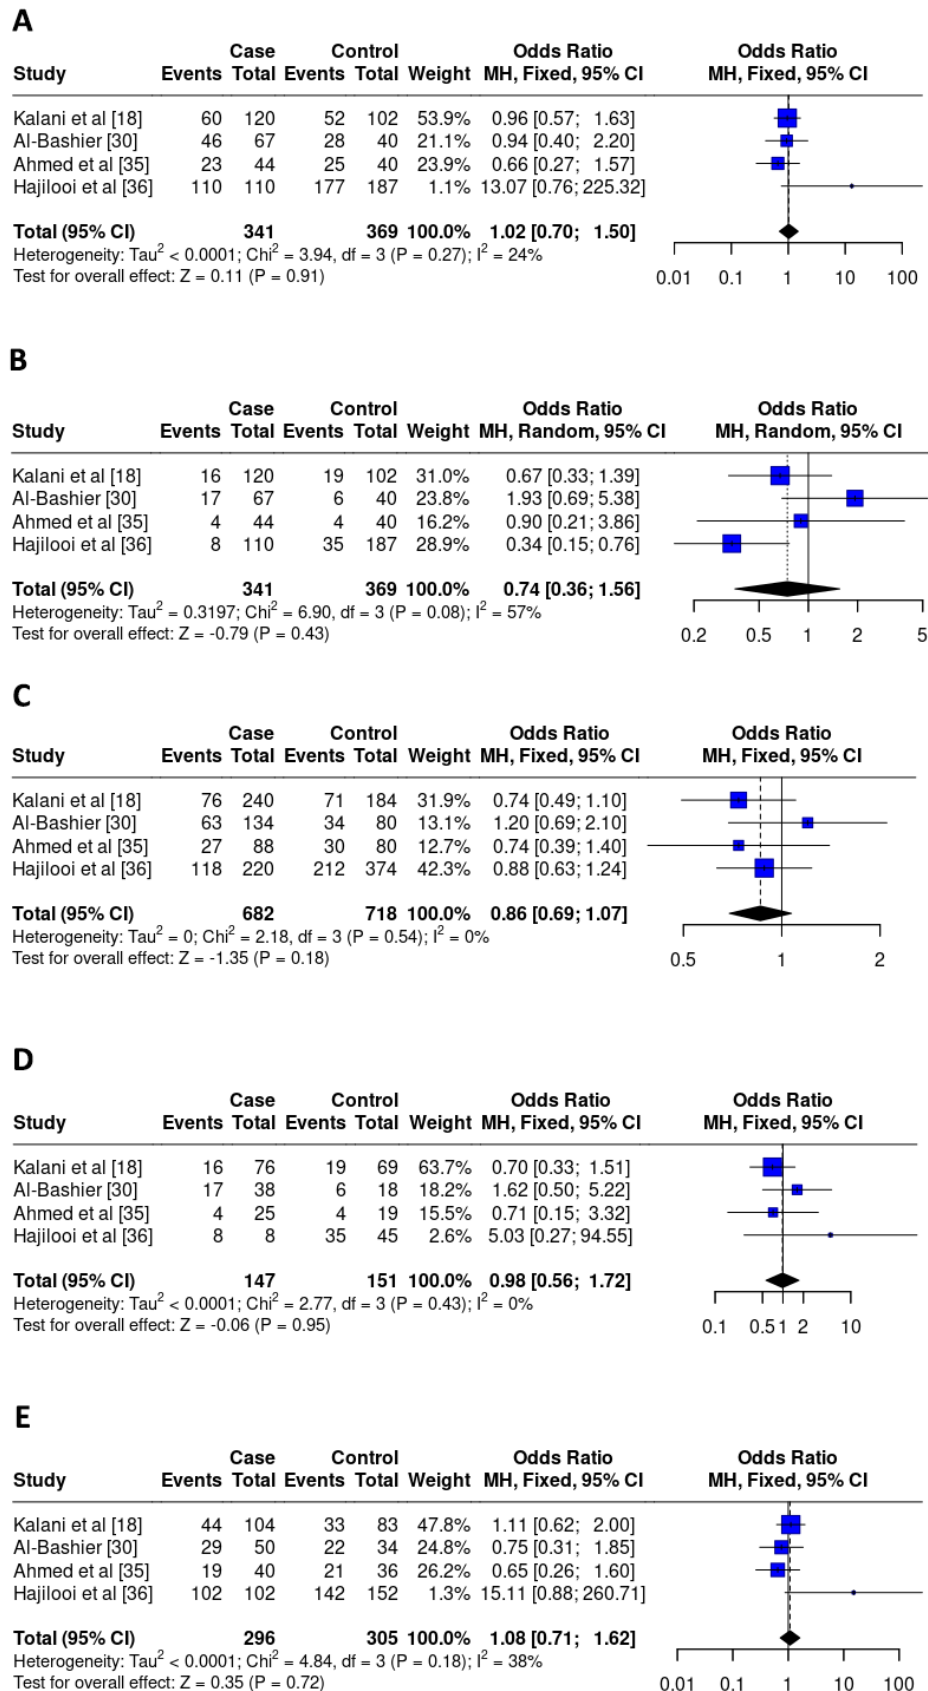 A
Case Control Odds Ratio Odds Ratio
Study Events Total Events Total Weight MH, Fixed, 95% CI MH, Fixed, 95% CI
Kalani et al [18] 60 120 52 102 53.9% 0.96 [0.57; 1.63]
Al-Bashier [30] 46 67 28 40 21.1% 0.94 [0.40; 2.20]
Ahmed et al [35] 23 44 25 40 23.9% 0.66 [0.27; 1.57]
Hajilooi et al [36] 110 110 177 187 1.1% 13.07 [0.76; 225.32]
Total (95% CI) 341 369 100.0% 1.02 [0.70; 1.50]
Heterogeneity: Tau² < 0.0001; Chi² = 3.94, df = 3 (P = 0.27); I² = 24%
Test for overall effect: Z = 0.11 (P = 0.91)
0.01 0.1 1 10 100
B
Case Control Odds Ratio Odds Ratio
Study Events Total Events Total Weight MH, Random, 95% CI MH, Random, 95% CI
Kalani et al [18] 16 120 19 102 31.0% 0.67 [0.33; 1.39]
Al-Bashier [30] 17 67 6 40 23.8% 1.93 [0.69; 5.38]
Ahmed et al [35] 4 44 4 40 16.2% 0.90 [0.21; 3.86]
Hajilooi et al [36] 8 110 35 187 28.9% 0.34 [0.15; 0.76]
Total (95% CI) 341 369 100.0% 0.74 [0.36; 1.56]
Heterogeneity: Tau² = 0.3197; Chi² = 6.90, df = 3 (P = 0.08); I² = 57%
Test for overall effect: Z = -0.79 (P = 0.43)
0.2 0.5 1 2 5
C
Case Control Odds Ratio Odds Ratio
Study Events Total Events Total Weight MH, Fixed, 95% CI MH, Fixed, 95% CI
Kalani et al [18] 76 240 71 184 31.9% 0.74 [0.49; 1.10]
Al-Bashier [30] 63 134 34 80 13.1% 1.20 [0.69; 2.10]
Ahmed et al [35] 27 88 30 80 12.7% 0.74 [0.39; 1.40]
Hajilooi et al [36] 118 220 212 374 42.3% 0.88 [0.63; 1.24]
Total (95% CI) 682 718 100.0% 0.86 [0.69; 1.07]
Heterogeneity: Tau² = 0; Chi² = 2.18, df = 3 (P = 0.54); I² = 0%
Test for overall effect: Z = -1.35 (P = 0.18)
0.5 1 2
D
Case Control Odds Ratio Odds Ratio
Study Events Total Events Total Weight MH, Fixed, 95% CI MH, Fixed, 95% CI
Kalani et al [18] 16 76 19 69 63.7% 0.70 [0.33; 1.51]
Al-Bashier [30] 17 38 6 18 18.2% 1.62 [0.50; 5.22]
Ahmed et al [35] 4 25 4 19 15.5% 0.71 [0.15; 3.32]
Hajilooi et al [36] 8 8 35 45 2.6% 5.03 [0.27; 94.55]
Total (95% CI) 147 151 100.0% 0.98 [0.56; 1.72]
Heterogeneity: Tau² < 0.0001; Chi² = 2.77, df = 3 (P = 0.43); I² = 0%
Test for overall effect: Z = -0.06 (P = 0.95)
0.1 0.5 1 2 10
E
Case Control Odds Ratio Odds Ratio
Study Events Total Events Total Weight MH, Fixed, 95% CI MH, Fixed, 95% CI
Kalani et al [18] 44 104 33 83 47.8% 1.11 [0.62; 2.00]
Al-Bashier [30] 29 50 22 34 24.8% 0.75 [0.31; 1.85]
Ahmed et al [35] 19 40 21 36 26.2% 0.65 [0.26; 1.60]
Hajilooi et al [36] 102 102 142 152 1.3% 15.11 [0.88; 260.71]
Total (95% CI) 296 305 100.0% 1.08 [0.71; 1.62]
Heterogeneity: Tau² < 0.0001; Chi² = 4.84, df = 3 (P = 0.18); I² = 38%
Test for overall effect: Z = 0.35 (P = 0.72)
0.01 0.1 1 10 100